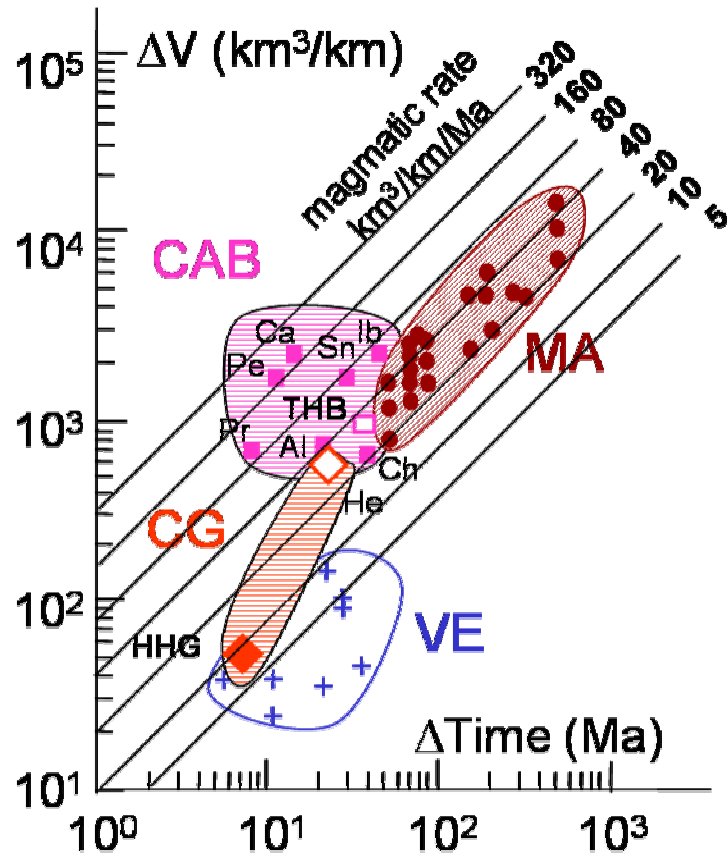 10⁵ ΔV (km³/km)
magmatic rate
km³/km/Ma
320
160
80
40
20
10
5
10⁴
CAB
Ca
Ib
Sn
Pe
MA
THB
10³
Pr
Al
Ch
He
CG
10²
HHG
VE
ΔTime (Ma)
10¹
10⁰ 10¹ 10² 10³